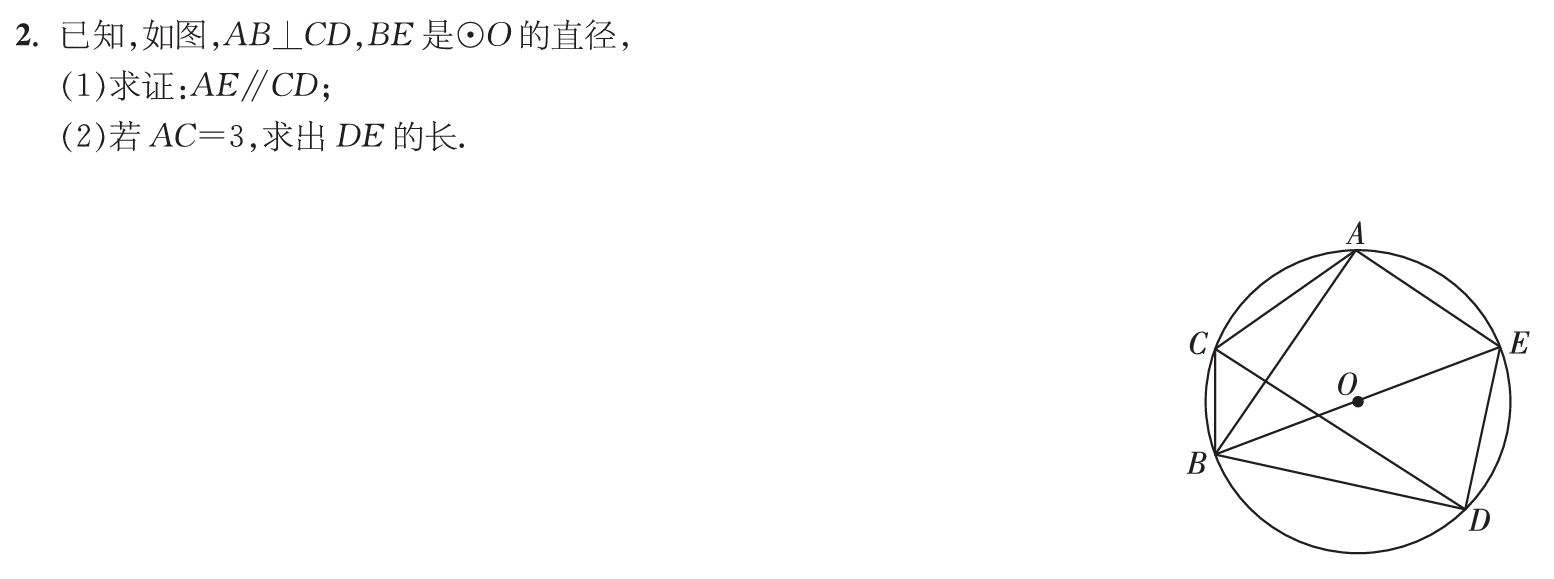 2. 已知,如图,AB⊥CD,BE是⊙O的直径,
(1)求证:AE∥CD;
(2)若AC=3,求出DE的长.
A
C
E
O
B
D